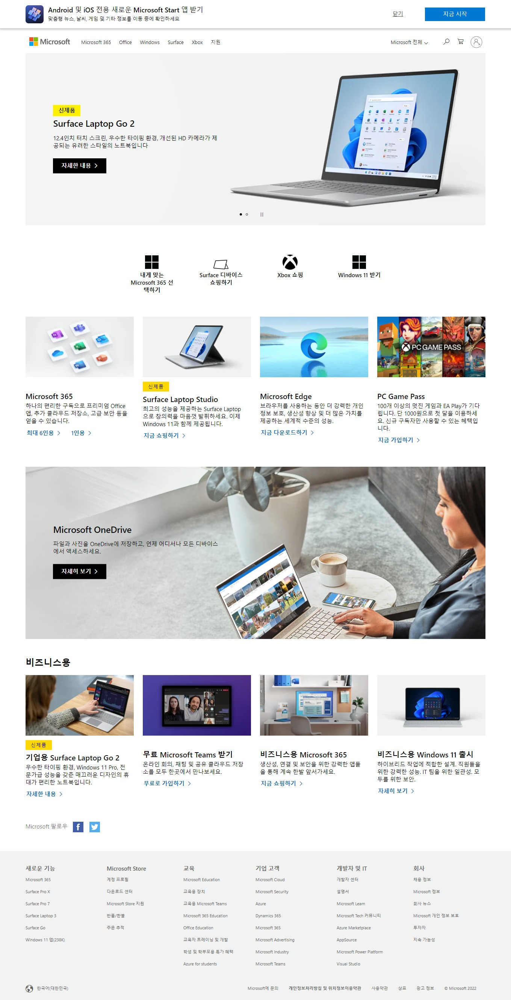 Android 및 iOS 전용 새로운 Microsoft Start 앱 받기
맞춤형 뉴스, 날씨, 게임 및 기타 정보를 이동 중에 확인하세요
닫기
지금 시작
Microsoft
Microsoft 365
Office
Windows
Surface
Xbox
지원
Microsoft 전체
신제품
Surface Laptop Go 2
12.4인치 터치 스크린, 우수한 타이핑 환경, 개선된 HD 카메라가 제
공되는 유려한 스타일의 노트북입니다
자세한 내용
내게 맞는
Microsoft 365 선
택하기
Surface 디바이스
쇼핑하기
Xbox 쇼핑
Windows 11 받기
PC GAME PASS
Microsoft 365
하나의 편리한 구독으로 프리미엄 Office
앱, 추가 클라우드 저장소, 고급 보안 등을
얻을 수 있습니다.
최대 6인용
1인용
신제품
Surface Laptop Studio
최고의 성능을 제공하는 Surface Laptop
으로 창의력을 마음껏 발휘하세요. 이제
Windows 11과 함께 제공됩니다.
지금 쇼핑하기
Microsoft Edge
브라우저를 사용하는 동안 더 강력한 개인
정보 보호, 생산성 향상 및 더 많은 가치를
제공하는 세계적 수준의 성능.
지금 다운로드하기
PC Game Pass
100개 이상의 멋진 게임과 EA Play가 기다
립니다. 단 1000원으로 첫 달을 이용하세
요. 신규 구독자만 사용할 수 있는 혜택입
니다.
지금 가입하기
Microsoft OneDrive
파일과 사진을 OneDrive에 저장하고, 언제 어디서나 모든 디바이스
에서 액세스하세요.
자세히 보기
비즈니스용
신제품
기업용 Surface Laptop Go 2
우수한 타이핑 환경, Windows 11 Pro, 전
문가급 성능을 갖춘 매끄러운 디자인의 휴
대가 편리한 노트북입니다.
자세한 내용
무료 Microsoft Teams 받기
온라인 회의, 채팅 및 공유 클라우드 저장
소를 모두 한곳에서 만나보세요.
무료로 가입하기
비즈니스용 Microsoft 365
생산성, 연결 및 보안을 위한 강력한 앱들
을 통해 계속 한발 앞서가세요.
지금 쇼핑하기
비즈니스용 Windows 11 출시
하이브리드 작업에 적합한 설계. 직원들을
위한 강력한 성능. IT 팀을 위한 일관성. 모
두를 위한 보안.
자세히 보기
Microsoft 팔로우
새로운 기능
Microsoft 365
Surface Pro X
Surface Pro 7
Surface Laptop 3
Surface Go
Windows 11 앱(238K)
Microsoft Store
계정 프로필
다운로드 센터
Microsoft Store 지원
반품/환불
주문 추적
교육
Microsoft Education
교육용 장치
교육용 Microsoft Teams
Microsoft 365 Education
Office Education
교육자 트레이닝 및 개발
학생 및 학부모용 특가 혜택
Azure for students
기업 고객
Microsoft Cloud
Microsoft Security
Azure
Dynamics 365
Microsoft 365
Microsoft Advertising
Microsoft Industry
Microsoft Teams
개발자 및 IT
개발자 센터
설명서
Microsoft Learn
Microsoft Tech 커뮤니티
Azure Marketplace
AppSource
Microsoft Power Platform
Visual Studio
회사
채용 정보
Microsoft 정보
회사 뉴스
Microsoft 개인 정보 보호
투자자
지속 가능성
한국어(대한민국)
Microsoft에 문의
개인정보처리방침 및 위치정보이용약관
사용약관
상표
광고 정보
© Microsoft 2022